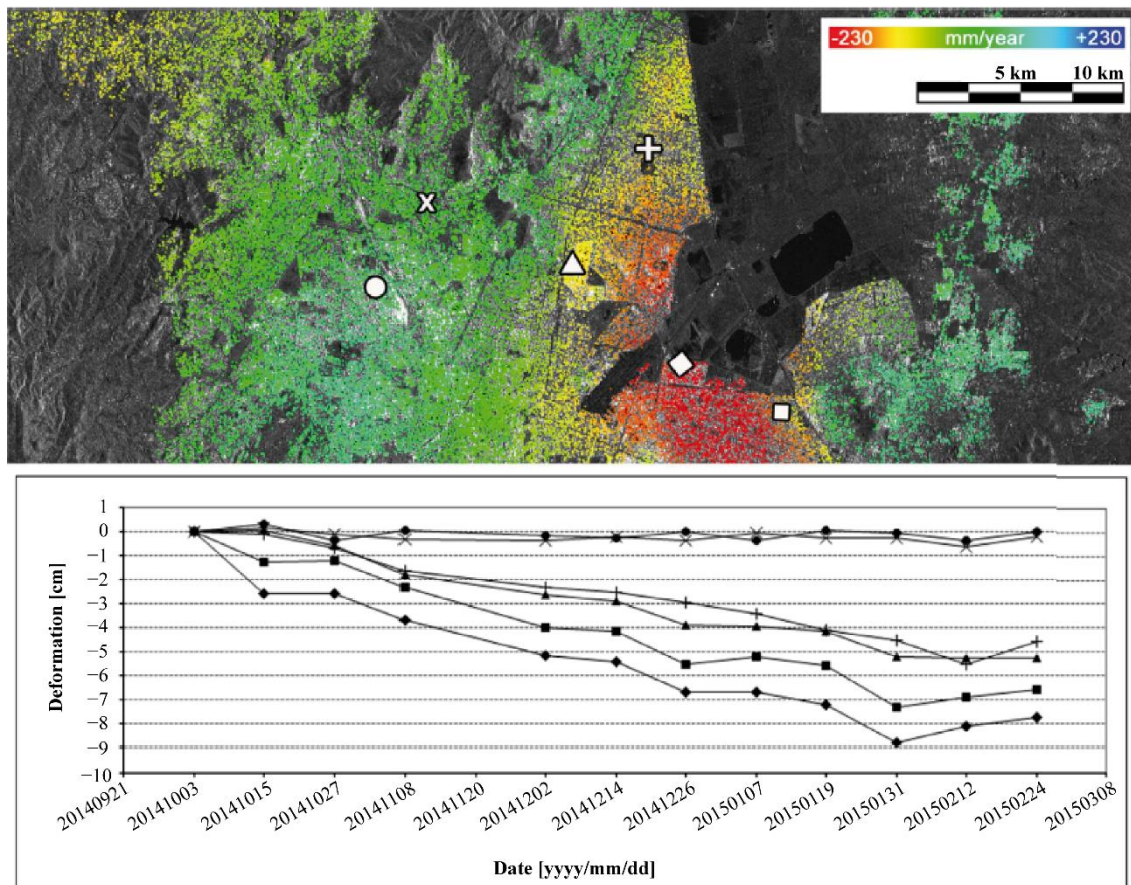 -230 mm/year +230
5 km 10 km
1
0
−1
−2
−3
−4
−5
−6
−7
−8
−9
−10
Deformation [cm]
20140921 20141003 20141015 20141027 20141108 20141120 20141202 20141214 20141226 20150107 20150119 20150131 20150212 20150224 20150308
Date [yyyy/mm/dd]